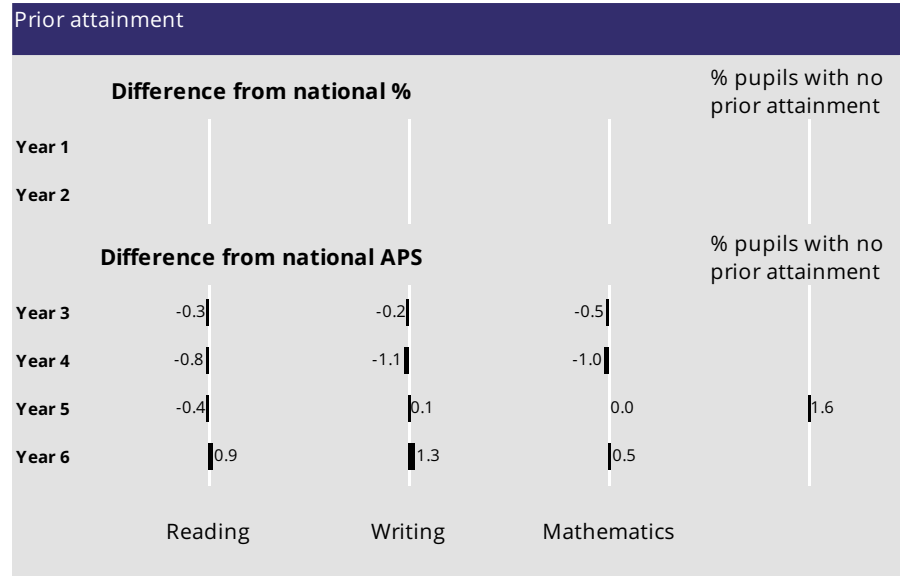 Prior attainment
Difference from national %
% pupils with no
prior attainment
Year 1
Year 2
Difference from national APS
% pupils with no
prior attainment
Year 3 -0.3 -0.2 -0.5
Year 4 -0.8 -1.1 -1.0
Year 5 -0.4 0.1 0.0 1.6
Year 6 0.9 1.3 0.5
Reading Writing Mathematics